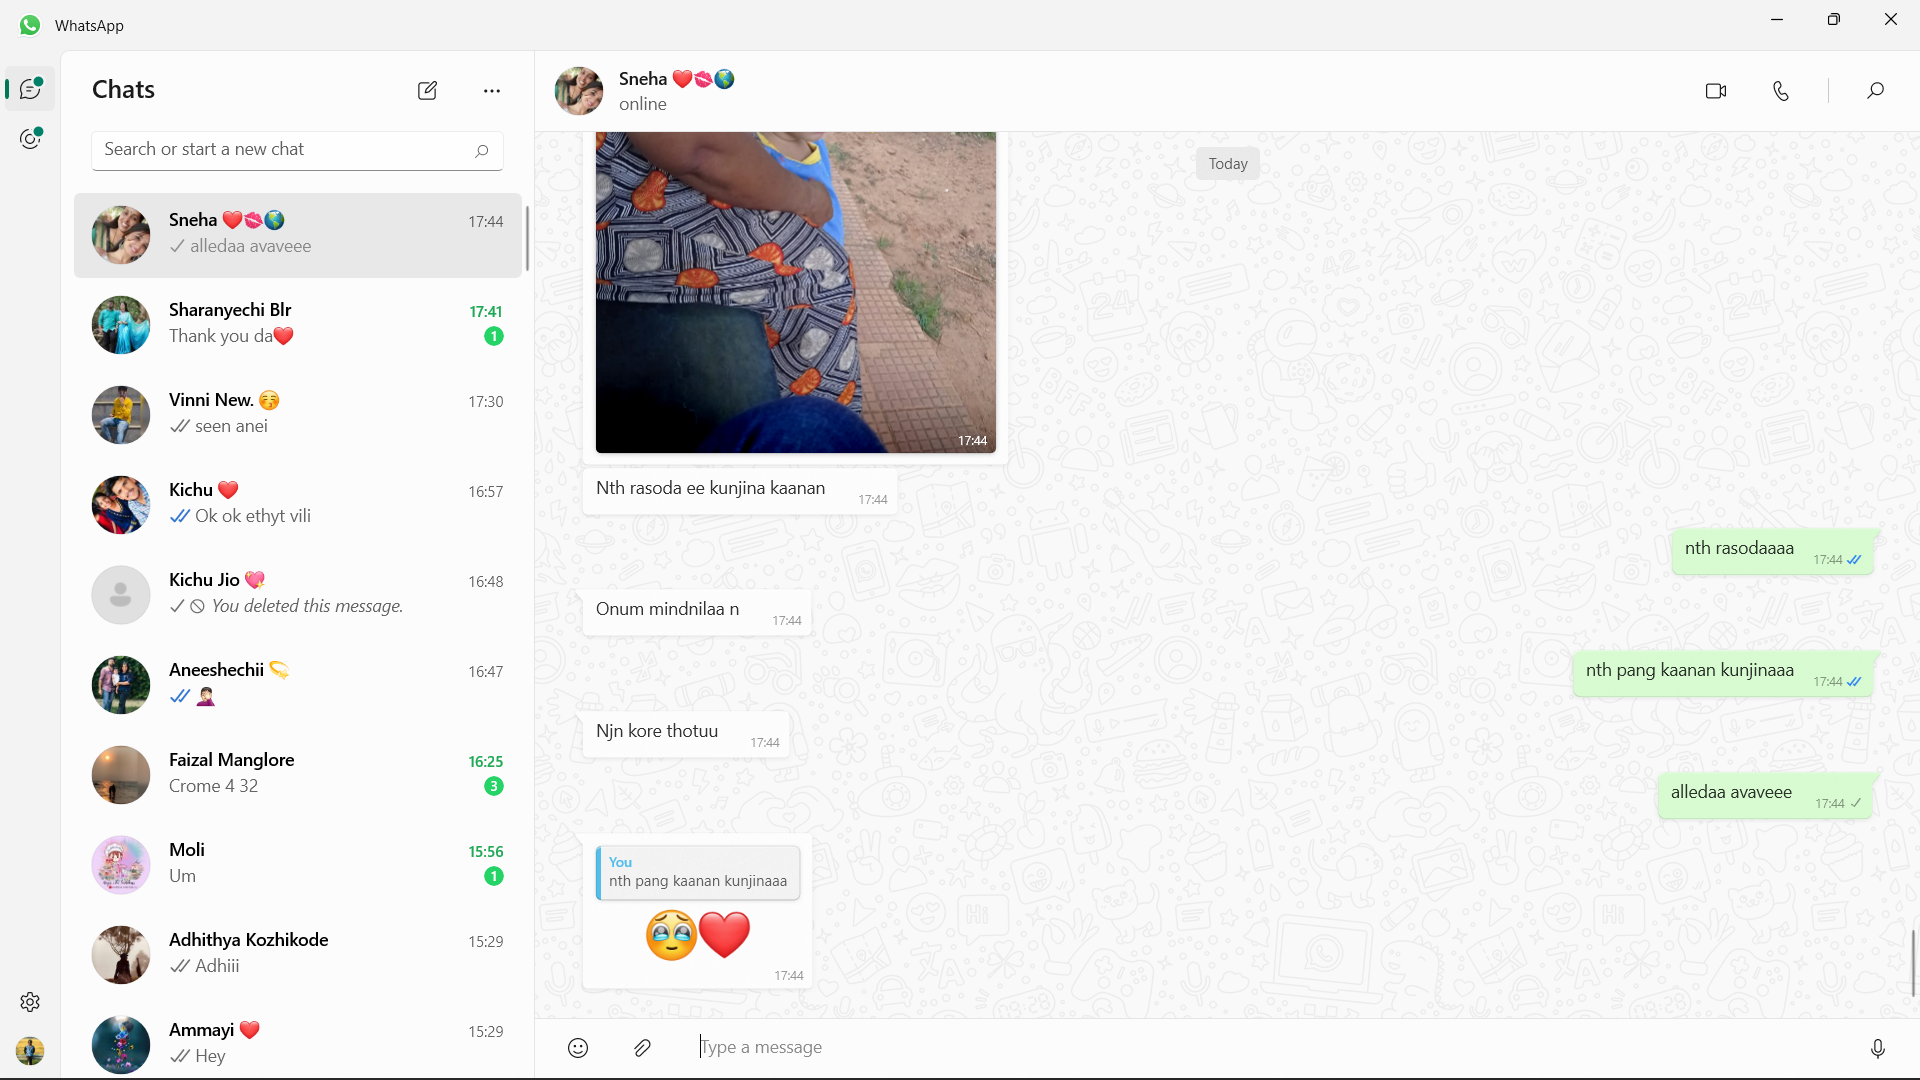 WhatsApp
Chats
Search or start a new chat
Sneha ❤️💋🌎
17:44
alledaa avaveee
Sharanyechi Blr
17:41
Thank you da❤️
1
Vinni New. 😚
17:30
seen anei
Kichu ❤️
16:57
Ok ok ethyt vili
Kichu Jio 💖
16:48
You deleted this message.
Aneeshechii 💫
16:47
🤦🏻‍♀️
Faizal Manglore
16:25
Crome 4 32
3
Moli
15:56
Um
1
Adhithya Kozhikode
15:29
Adhiii
Ammayi ❤️
15:29
Hey
Sneha ❤️💋🌎
online
Today
17:44
Nth rasoda ee kunjina kaanan
17:44
nth rasodaaaa
17:44
Onum mindnilaa n
17:44
nth pang kaanan kunjinaaa
17:44
Njn kore thotuu
17:44
alledaa avaveee
17:44
You
nth pang kaanan kunjinaaa
🥹❤️
17:44
Type a message